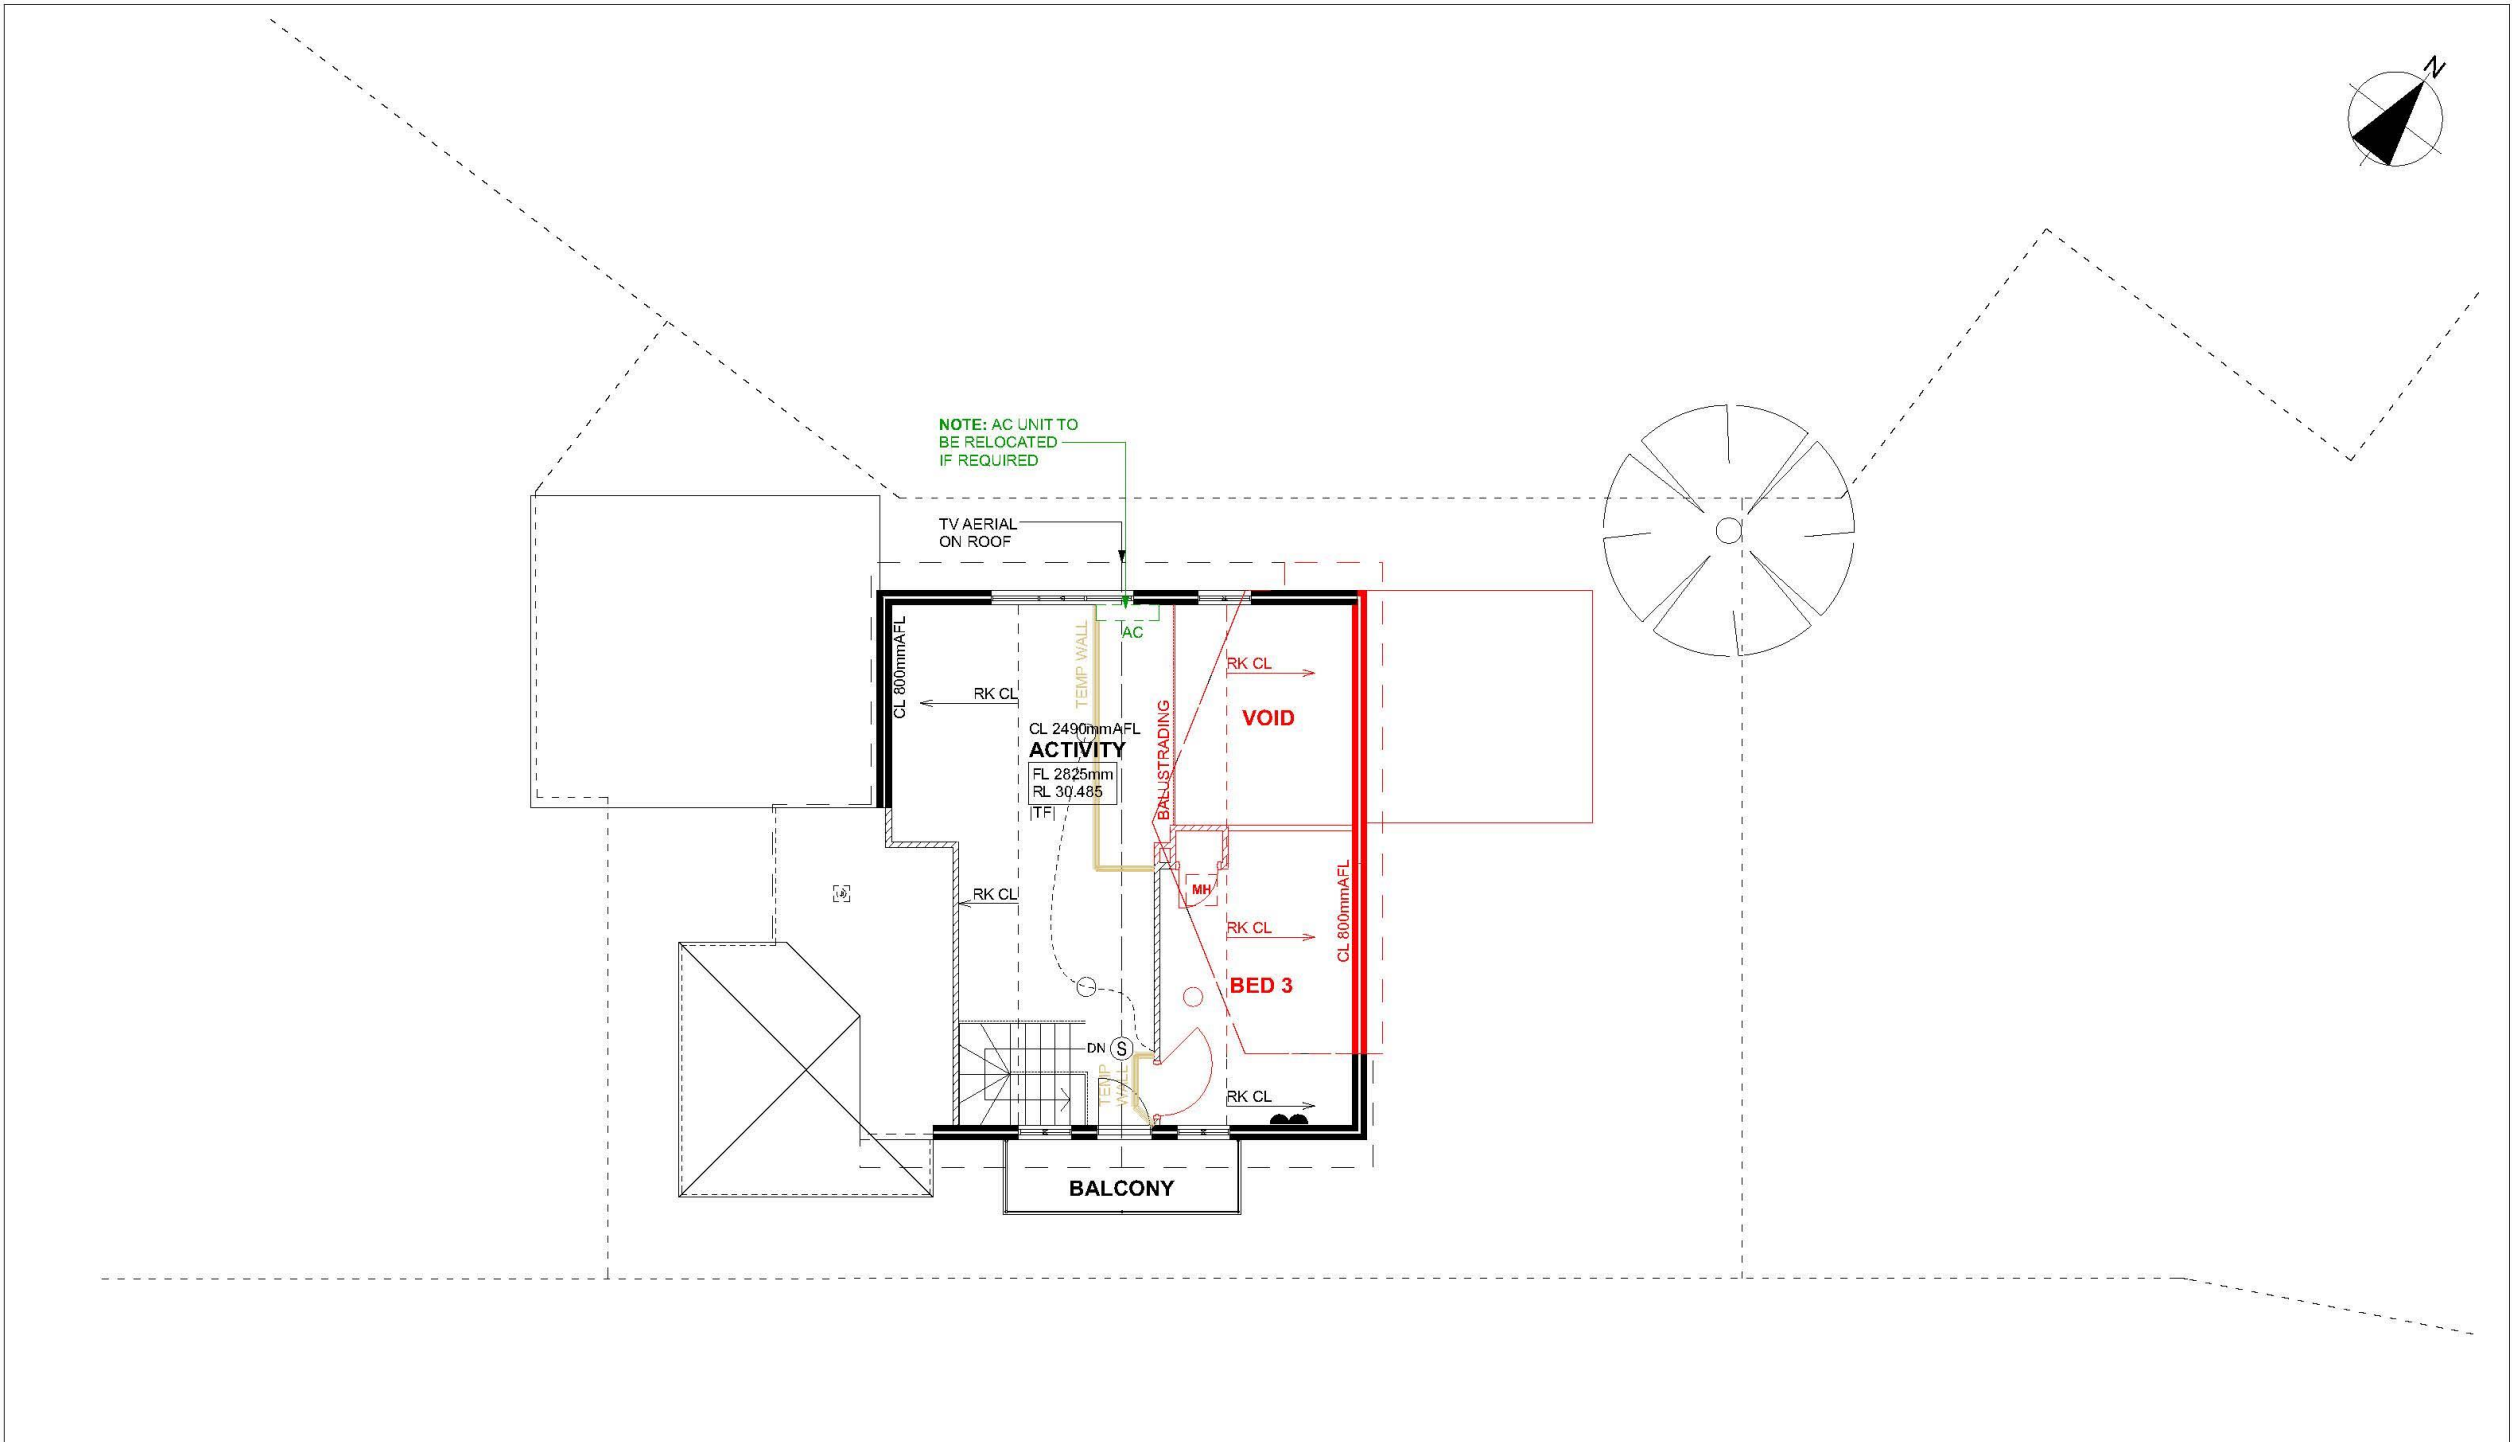 N
NOTE: AC UNIT TO
BE RELOCATED
IF REQUIRED
TV AERIAL
ON ROOF
AC
CL 800mmAFL
TEMP WALL
RK CL
RK CL
VOID
BALUSTRADING
CL 2490mmAFL
ACTIVITY
FL 2825mm
RL 30.485
TF
RK CL
MH
CL 800mmAFL
RK CL
BED 3
DN
S
TEMP
WALL
RK CL
BALCONY